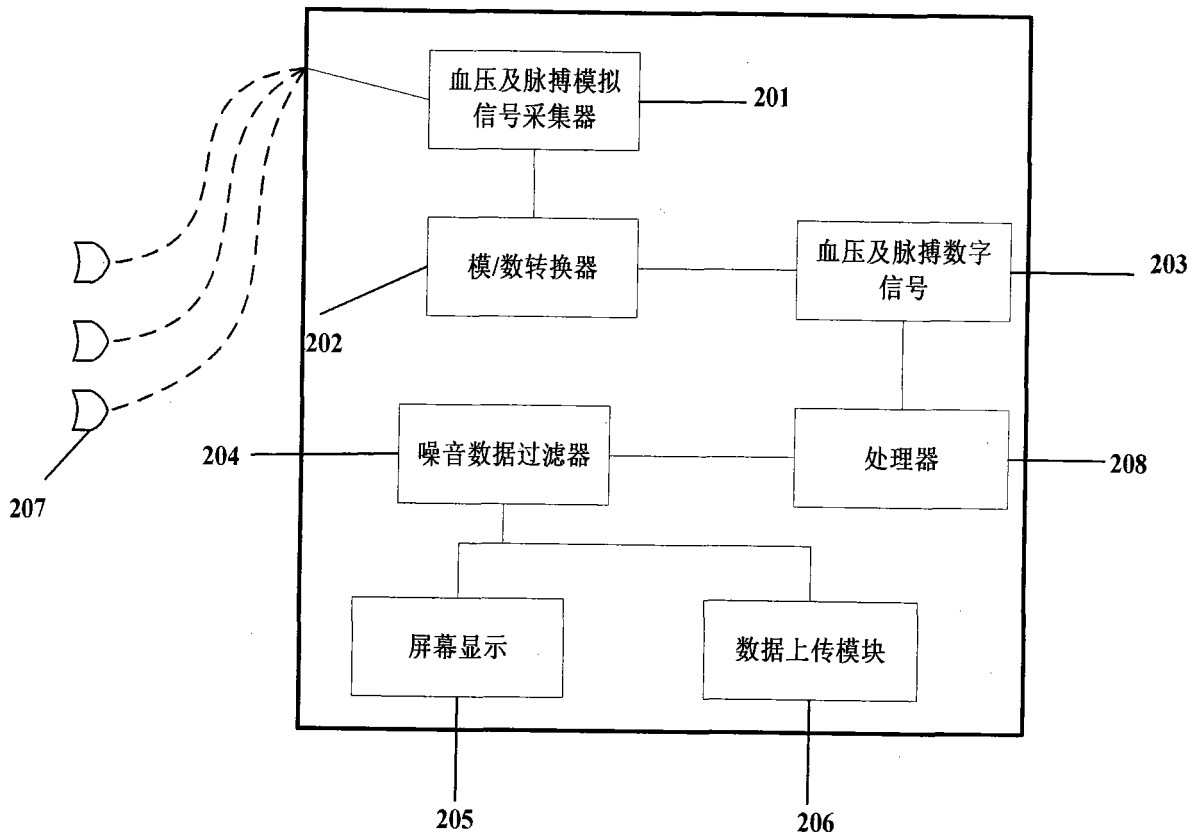 血压及脉搏模拟
信号采集器
201
模/数转换器
202
血压及脉搏数字
信号
203
噪音数据过滤器
204
处理器
208
207
屏幕显示
数据上传模块
205
206